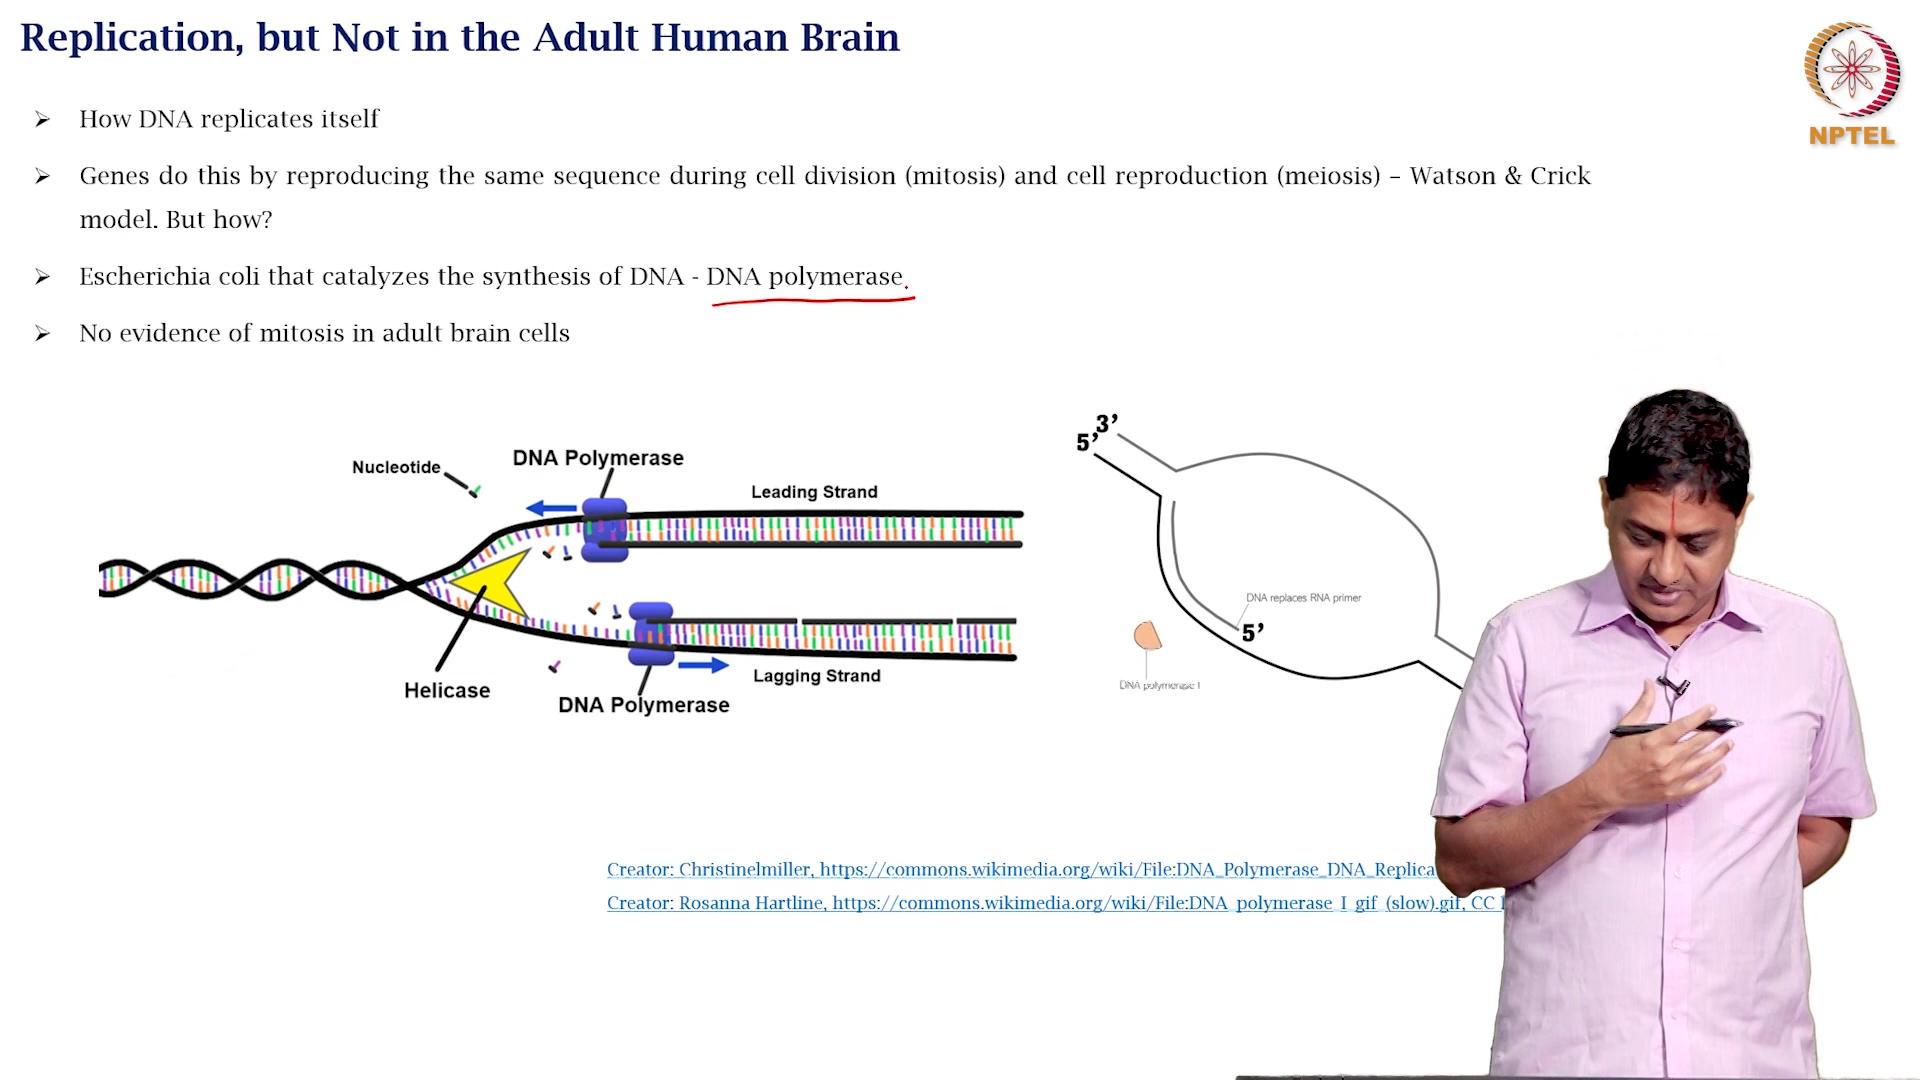 Replication, but Not in the Adult Human Brain
NPTEL
➢ How DNA replicates itself
➢ Genes do this by reproducing the same sequence during cell division (mitosis) and cell reproduction (meiosis) – Watson & Crick
model. But how?
➢ Escherichia coli that catalyzes the synthesis of DNA - DNA polymerase.
➢ No evidence of mitosis in adult brain cells
Nucleotide
DNA Polymerase
Leading Strand
Helicase
DNA Polymerase
Lagging Strand
3’
5’
DNA replaces RNA primer
5’
DNA polymerase I
Creator: Christinelmiller, https://commons.wikimedia.org/wiki/File:DNA_Polymerase_DNA_Replica
Creator: Rosanna Hartline, https://commons.wikimedia.org/wiki/File:DNA_polymerase_I_gif_(slow).gif, CC